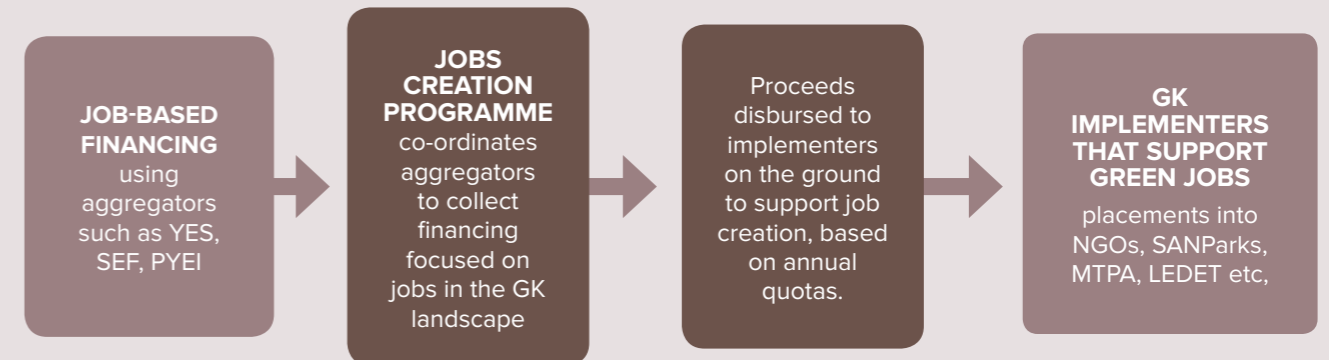 JOB-BASED
FINANCING
using
aggregators
such as YES,
SEF, PYEI
JOBS
CREATION
PROGRAMME
co-ordinates
aggregators
to collect
financing
focused on
jobs in the GK
landscape
Proceeds
disbursed to
implementers
on the ground
to support job
creation, based
on annual
quotas.
GK
IMPLEMENTERS
THAT SUPPORT
GREEN JOBS
placements into
NGOs, SANParks,
MTPA, LEDET etc,